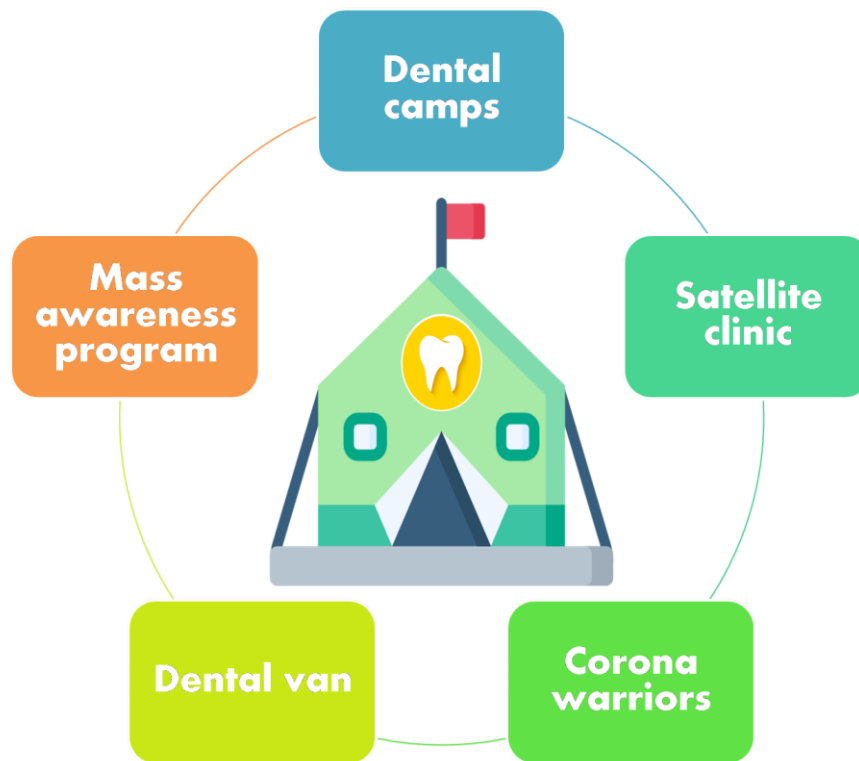 Dental
camps
Mass
awareness
program
Satellite
clinic
Dental van
Corona
warriors